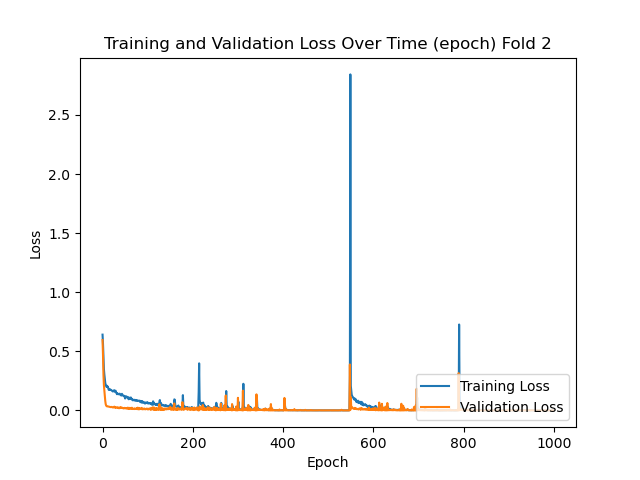 Training and Validation Loss Over Time (epoch) Fold 2
2.5
2.0
1.5
1.0
0.5
0.0
Loss
Training Loss
Validation Loss
0 200 400 600 800 1000
Epoch